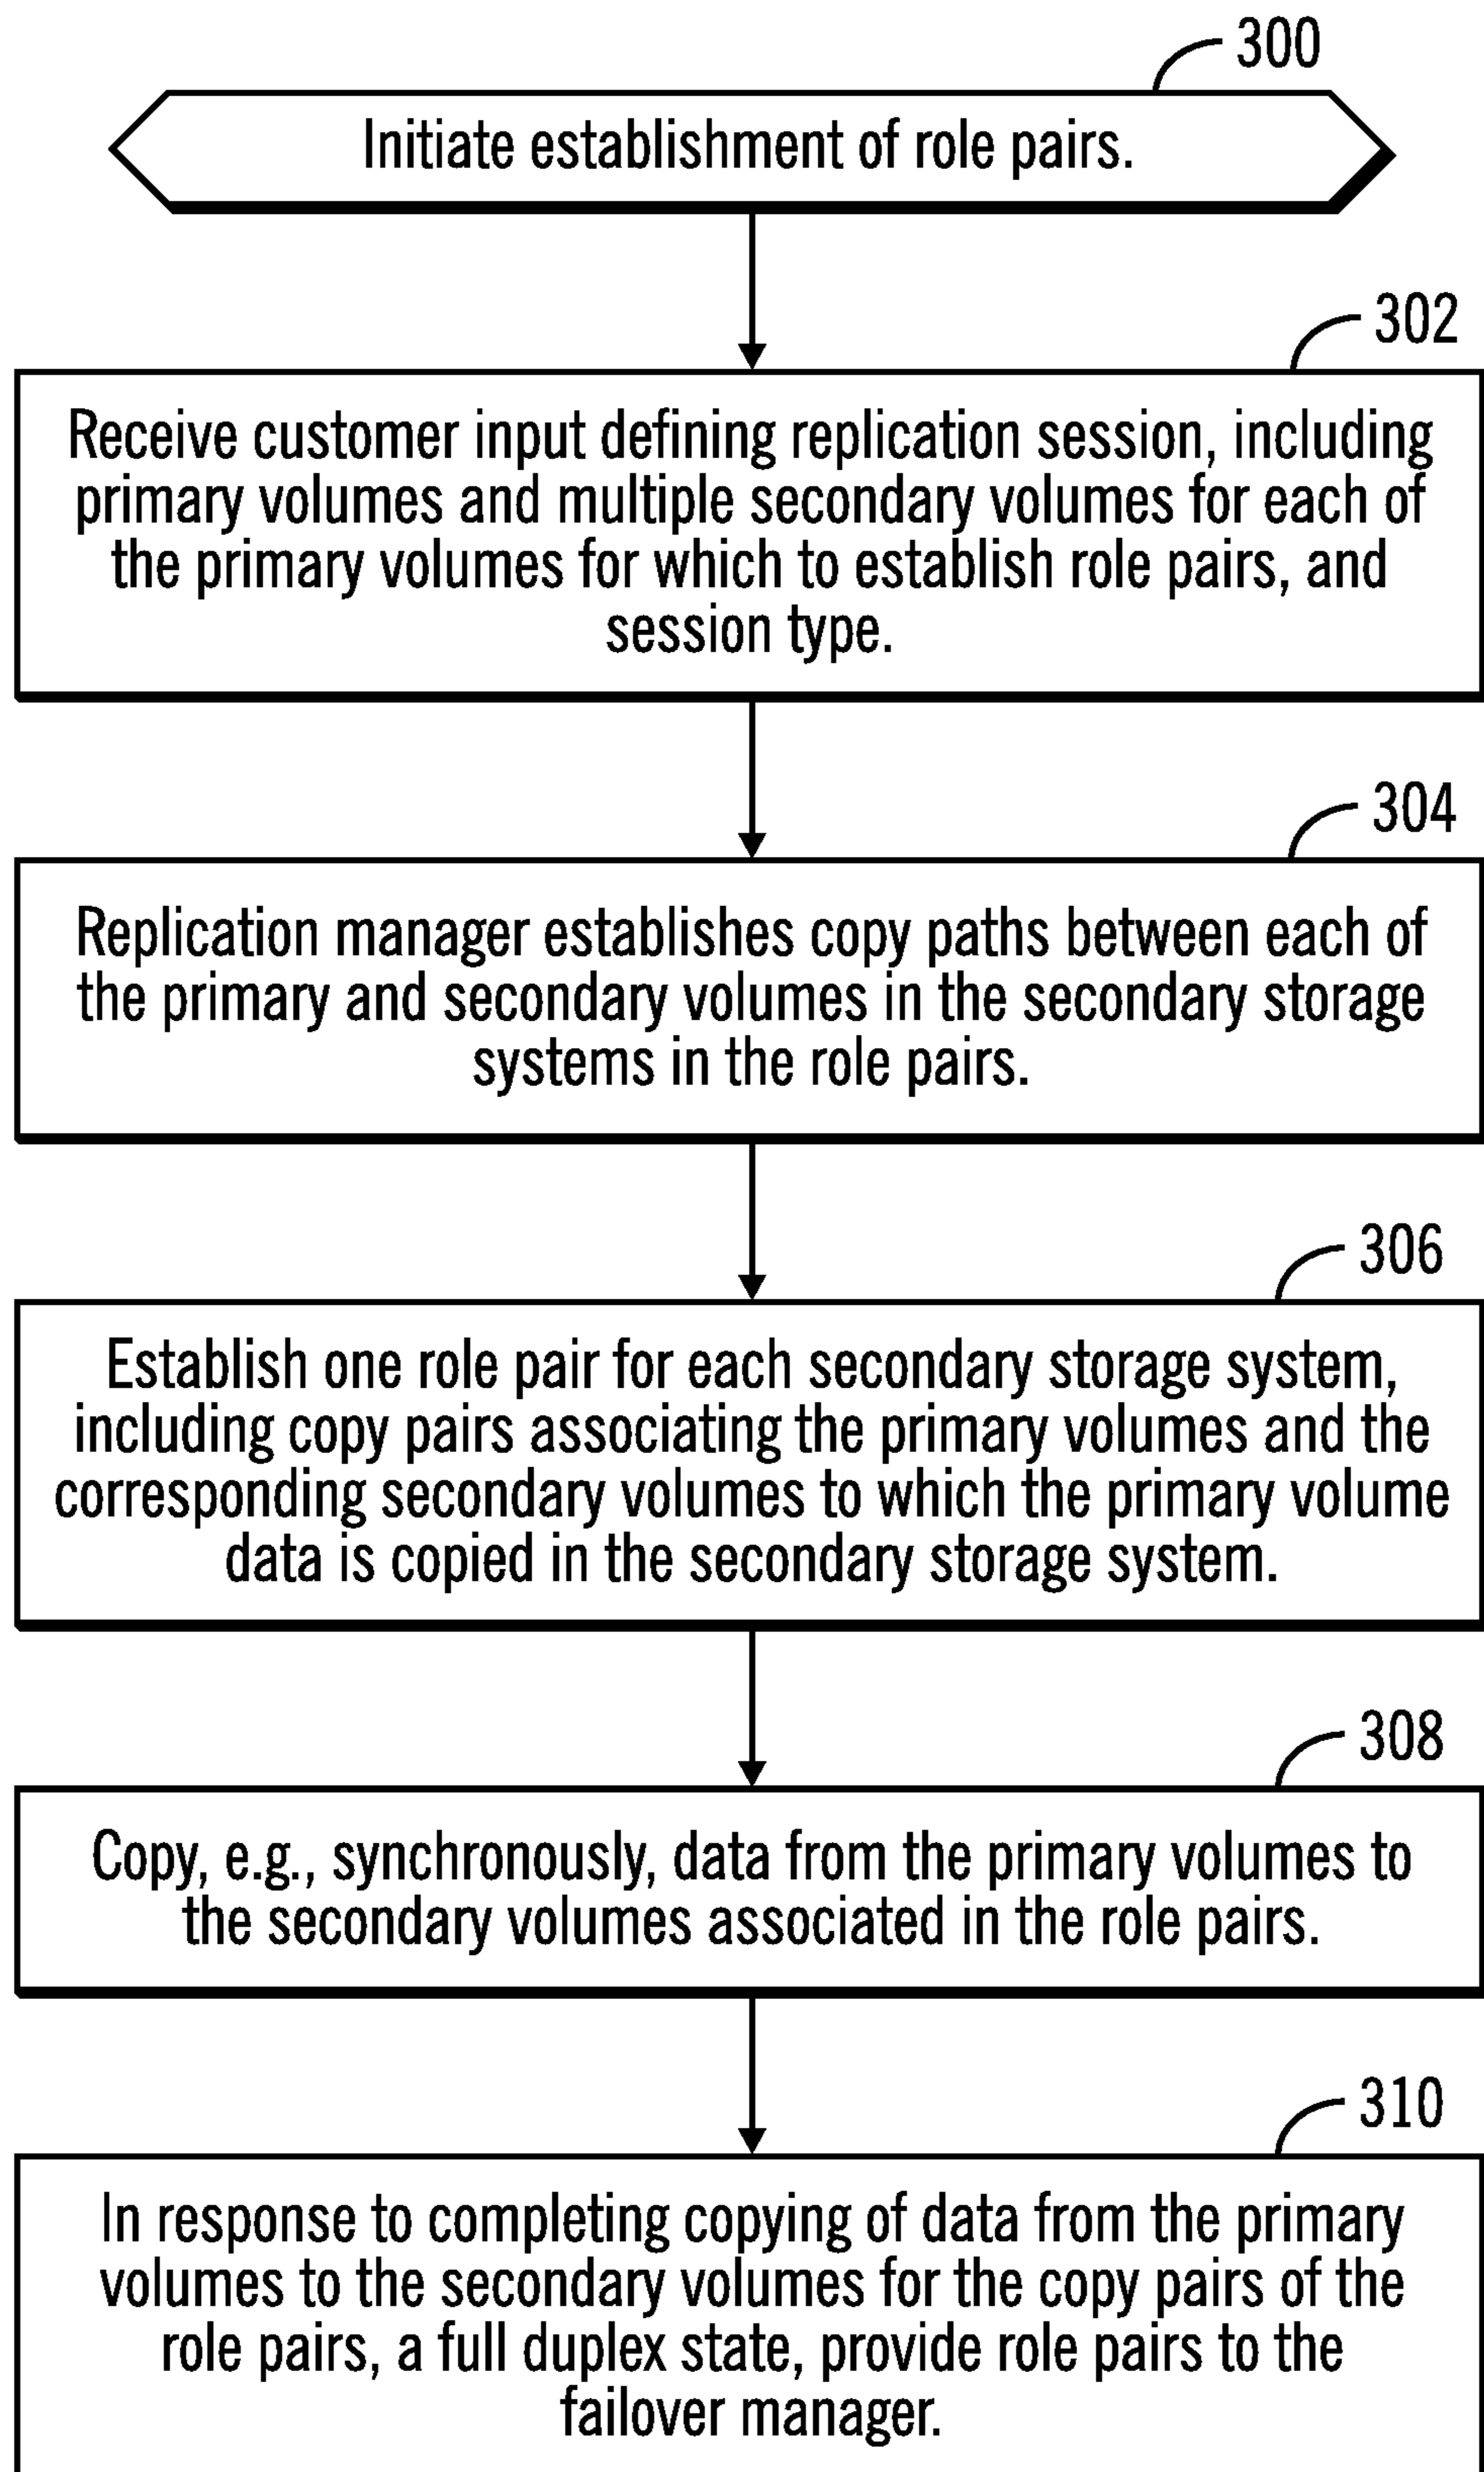 300
Initiate establishment of role pairs.
302
Receive customer input defining replication session, including
primary volumes and multiple secondary volumes for each of
the primary volumes for which to establish role pairs, and
session type.
304
Replication manager establishes copy paths between each of
the primary and secondary volumes in the secondary storage
systems in the role pairs.
306
Establish one role pair for each secondary storage system,
including copy pairs associating the primary volumes and the
corresponding secondary volumes to which the primary volume
data is copied in the secondary storage system.
308
Copy, e.g., synchronously, data from the primary volumes to
the secondary volumes associated in the role pairs.
310
In response to completing copying of data from the primary
volumes to the secondary volumes for the copy pairs of the
role pairs, a full duplex state, provide role pairs to the
failover manager.